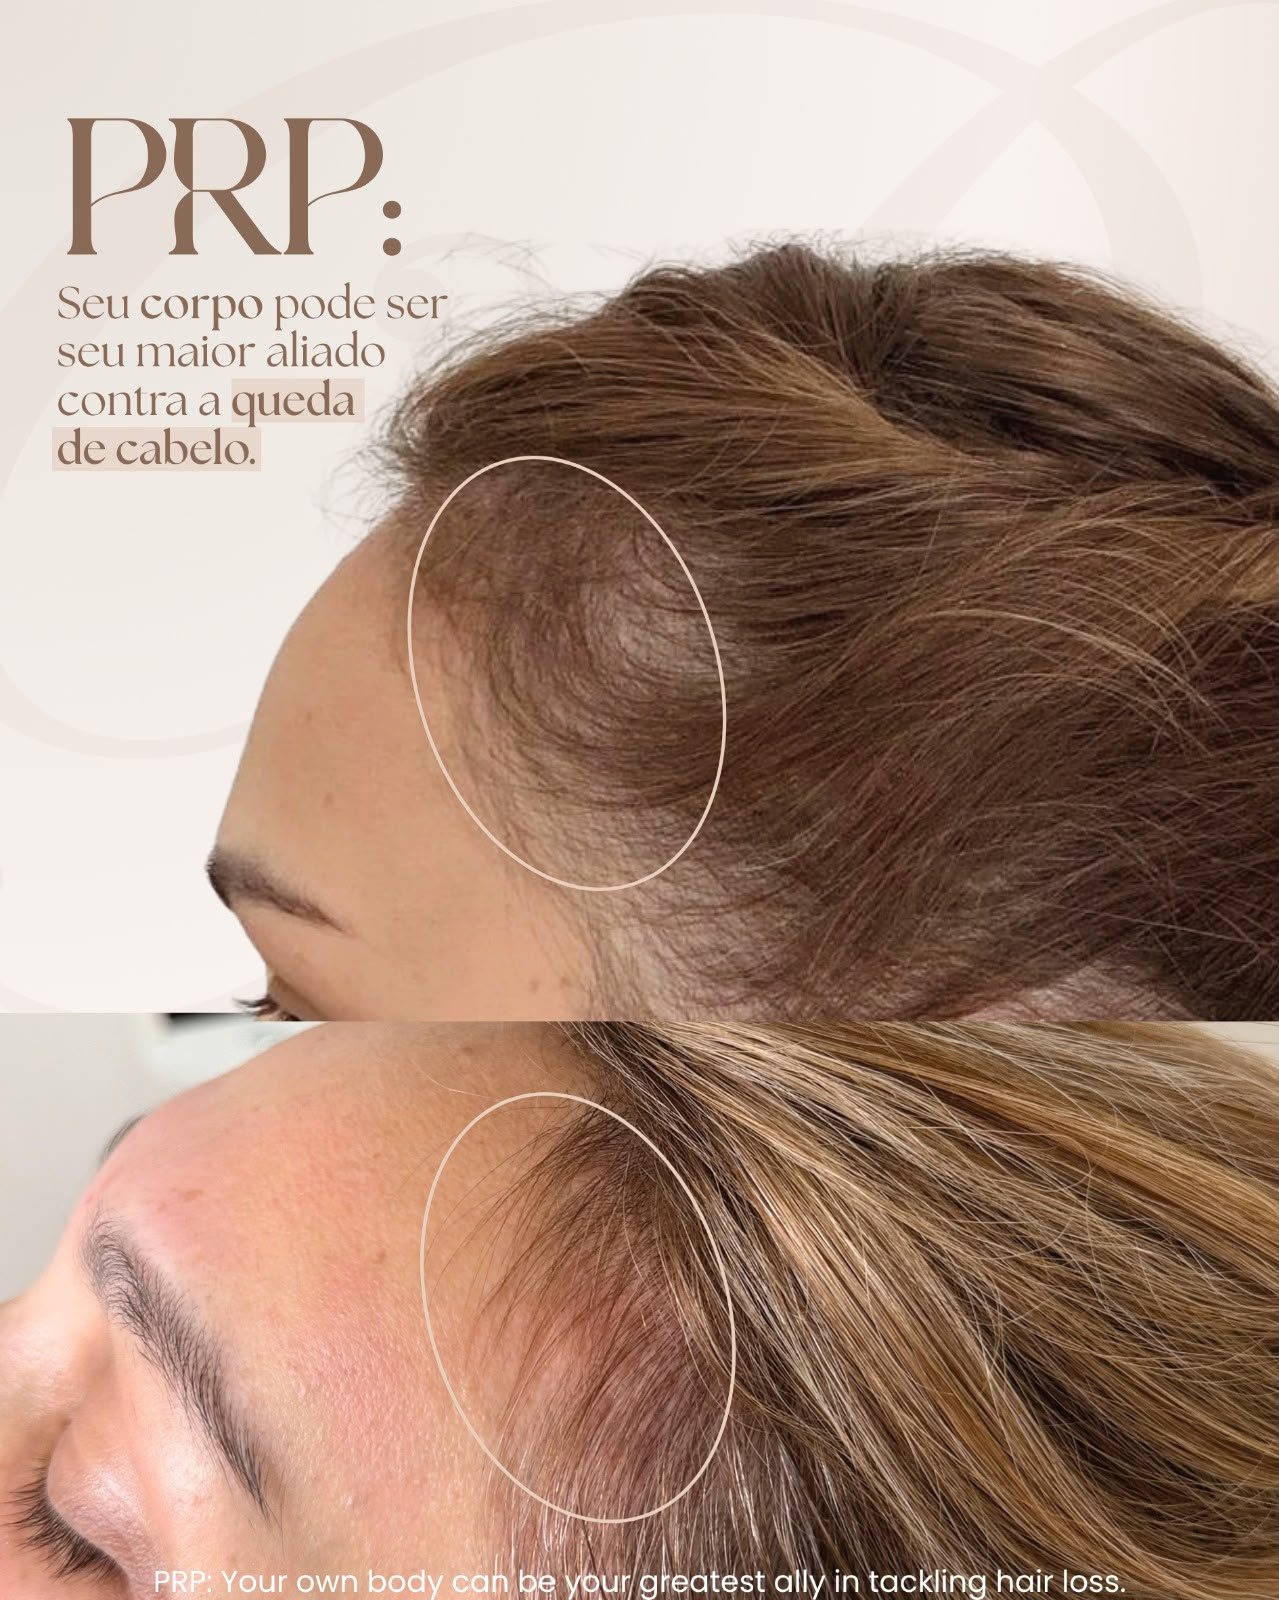 PRP:
Seu corpo pode ser
seu maior aliado
contra a queda
de cabelo.
PRP: Your own body can be your greatest ally in tackling hair loss.